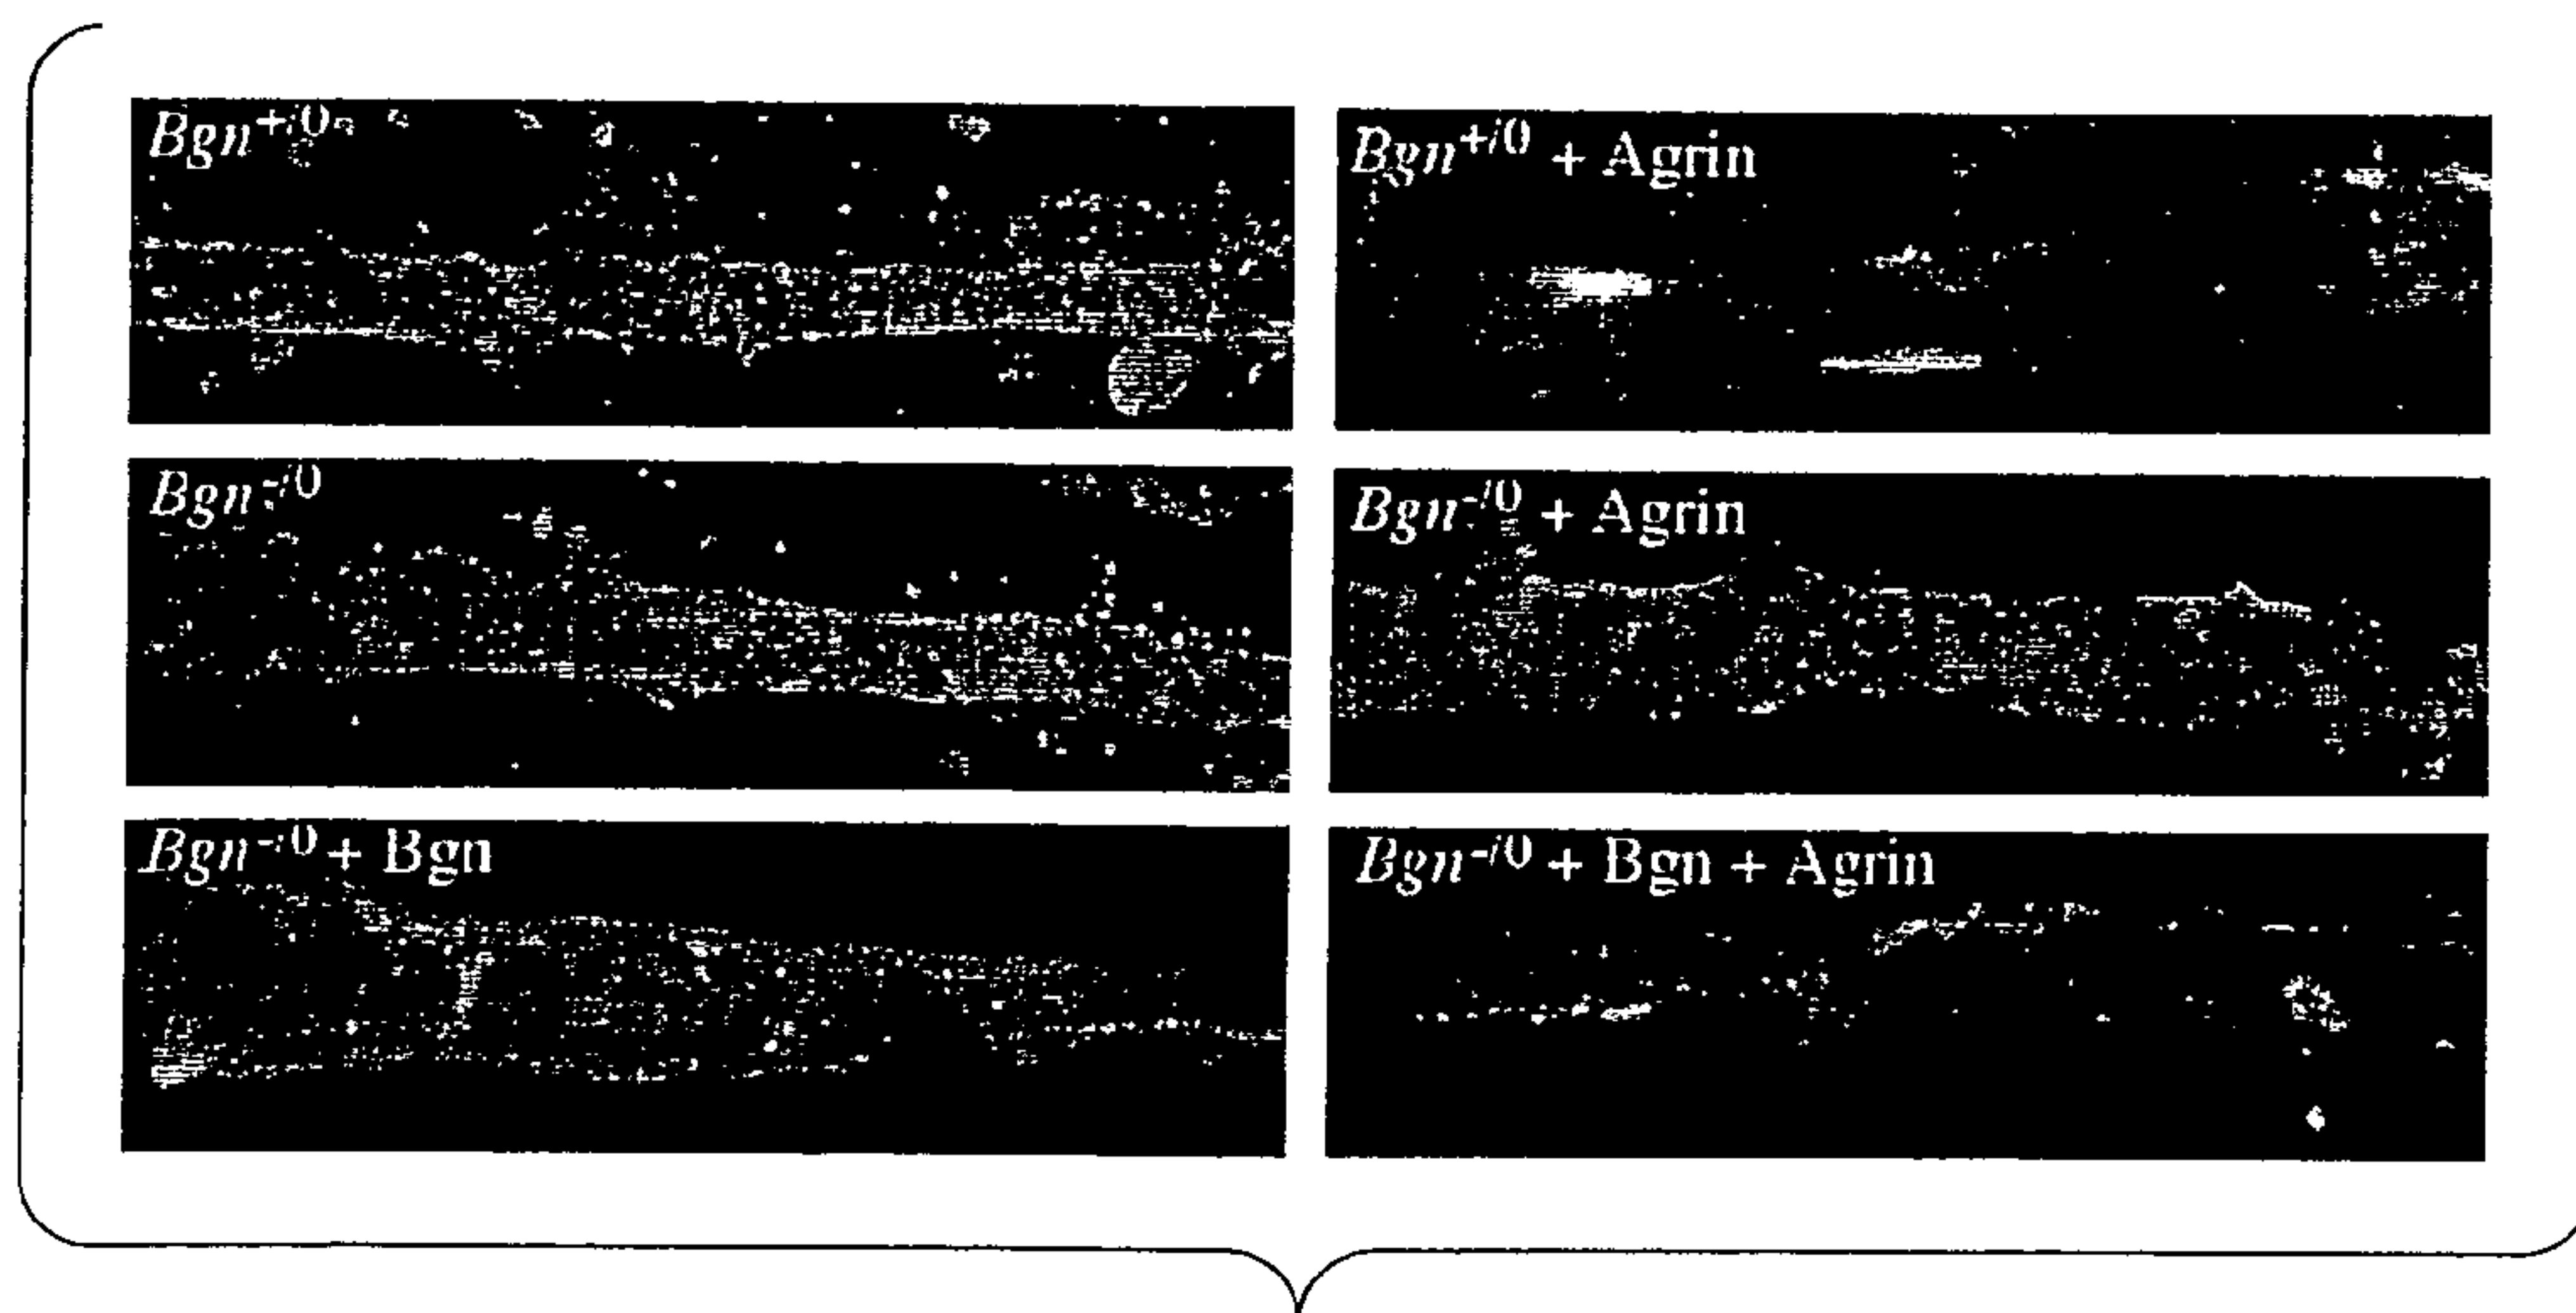 Bgn+/0
Bgn+/0 + Agrin
Bgn-/0
Bgn-/0 + Agrin
Bgn-/0 + Bgn
Bgn-/0 + Bgn + Agrin